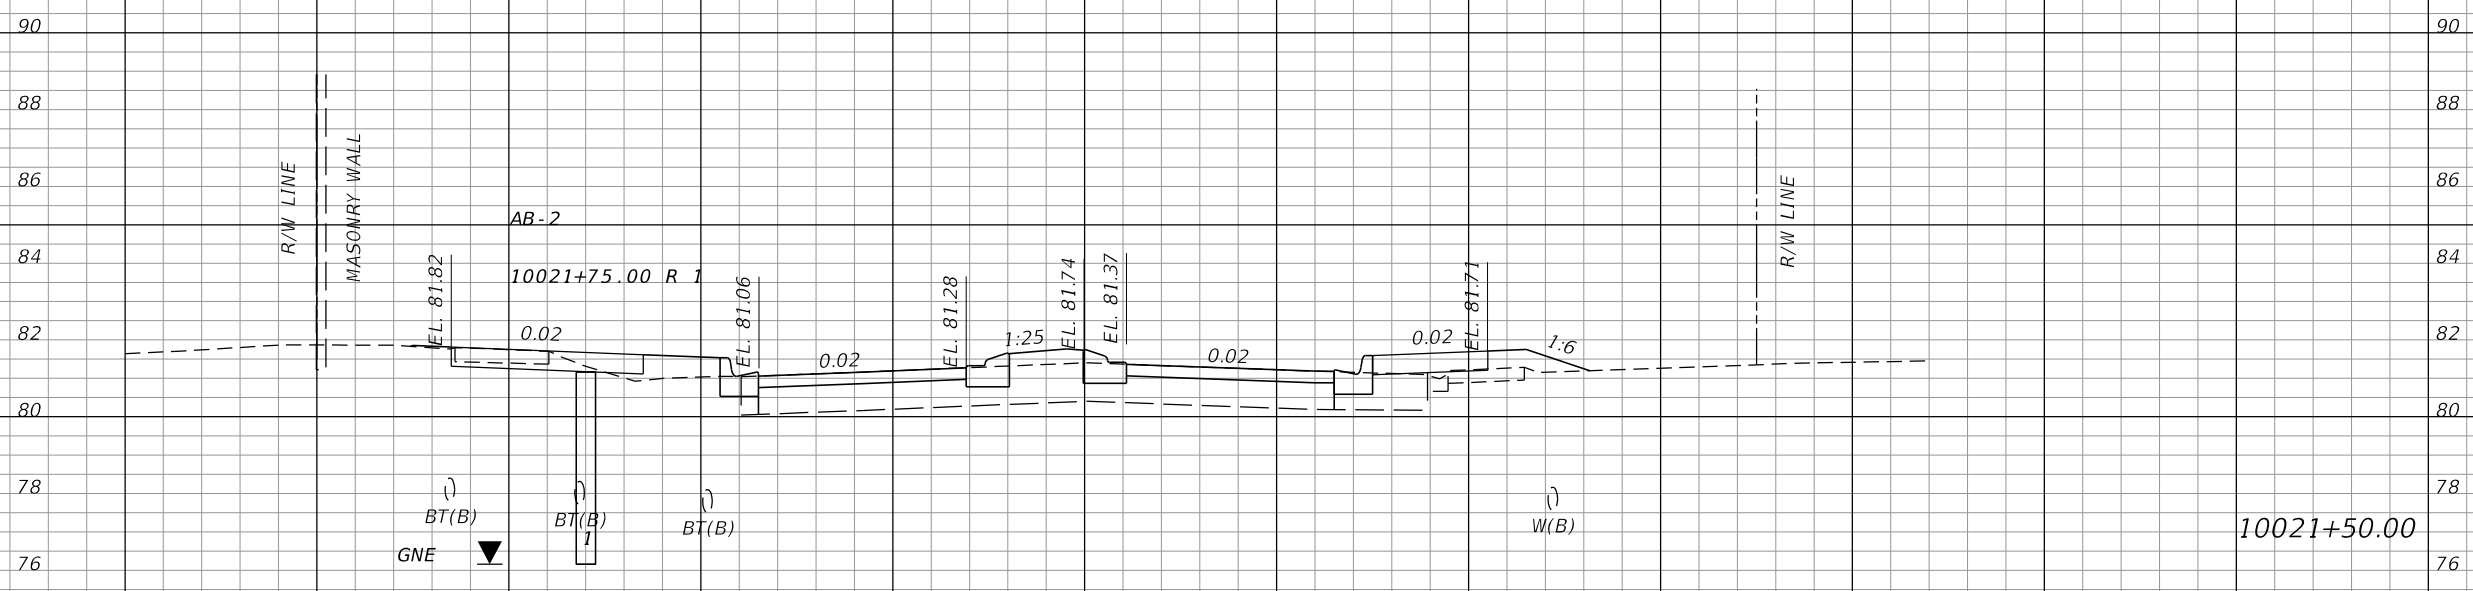 90
90
88
88
R/W LINE
MASONRY WALL
86
86
R/W LINE
AB-2
84
84
EL. 81.82
10021+75.00 R 1
EL. 81.06
EL. 81.28
EL. 81.74
EL. 81.37
EL. 81.71
82
0.02
0.02
1:25
0.02
0.02
1:6
82
80
80
78
78
BT(B)
BT(B)
BT(B)
W(B)
10021+50.00
1
GNE
76
76